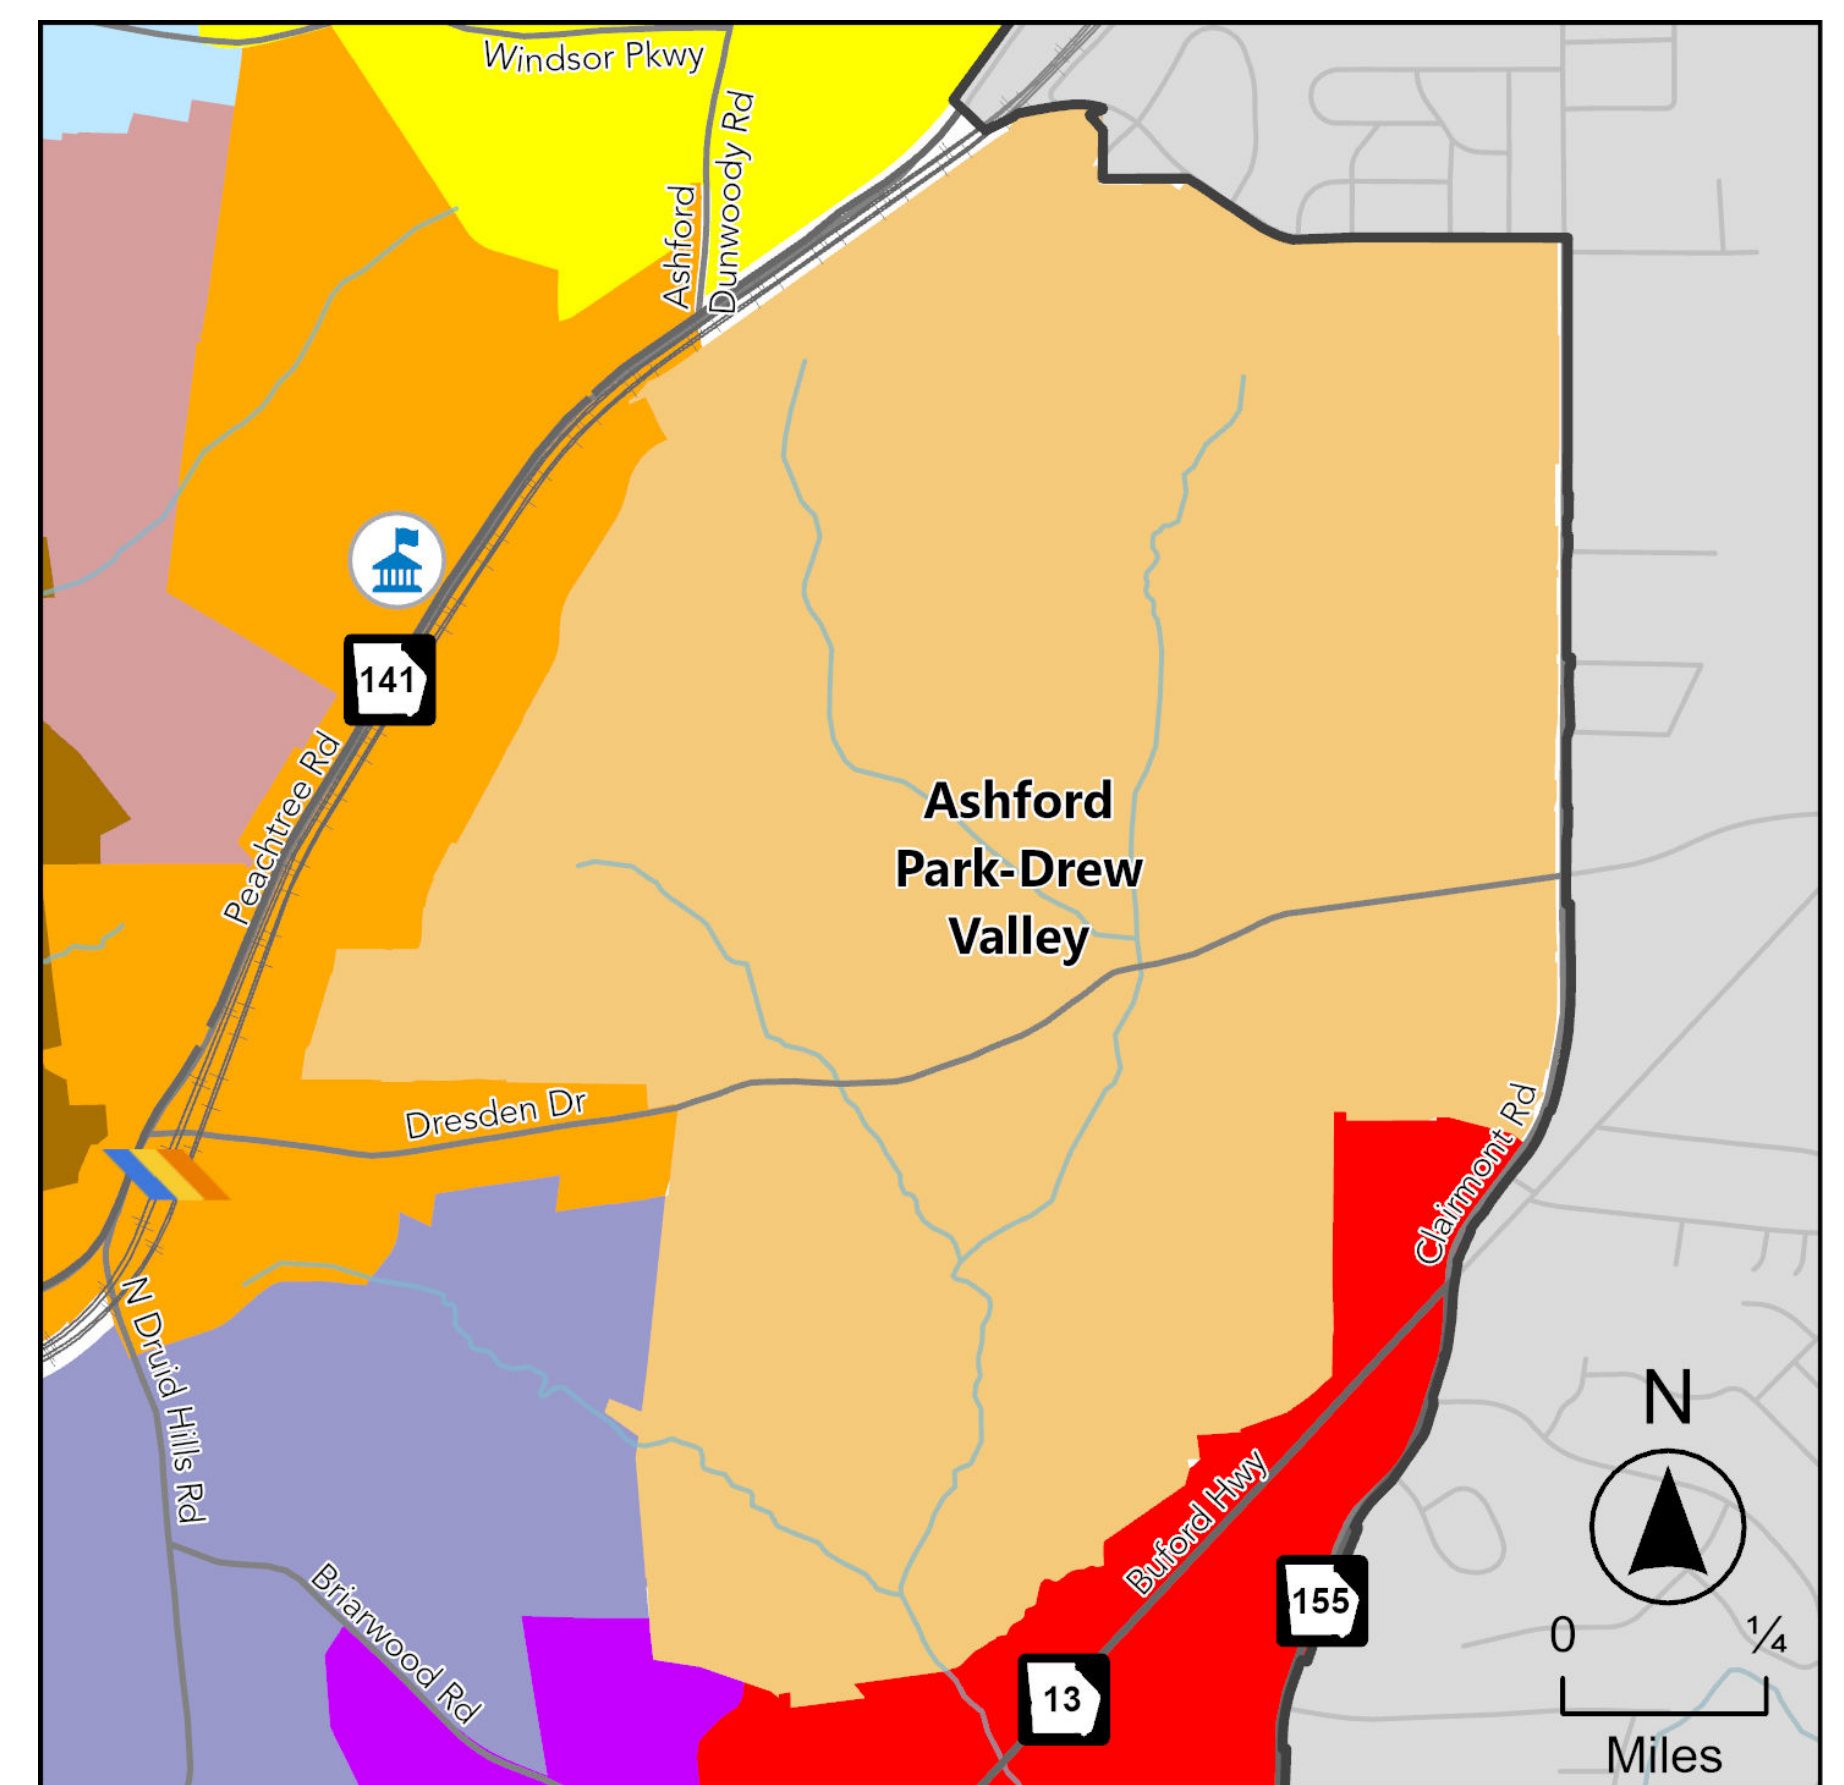 Windsor Pkwy
Ashford
Dunwoody Rd
141
Peachtree Rd
Ashford
Park-Drew
Valley
Dresden Dr
Clairmont Rd
N Druid Hills Rd
N
Buford Hwy
Briarwood Rd
155
0
¼
13
Miles